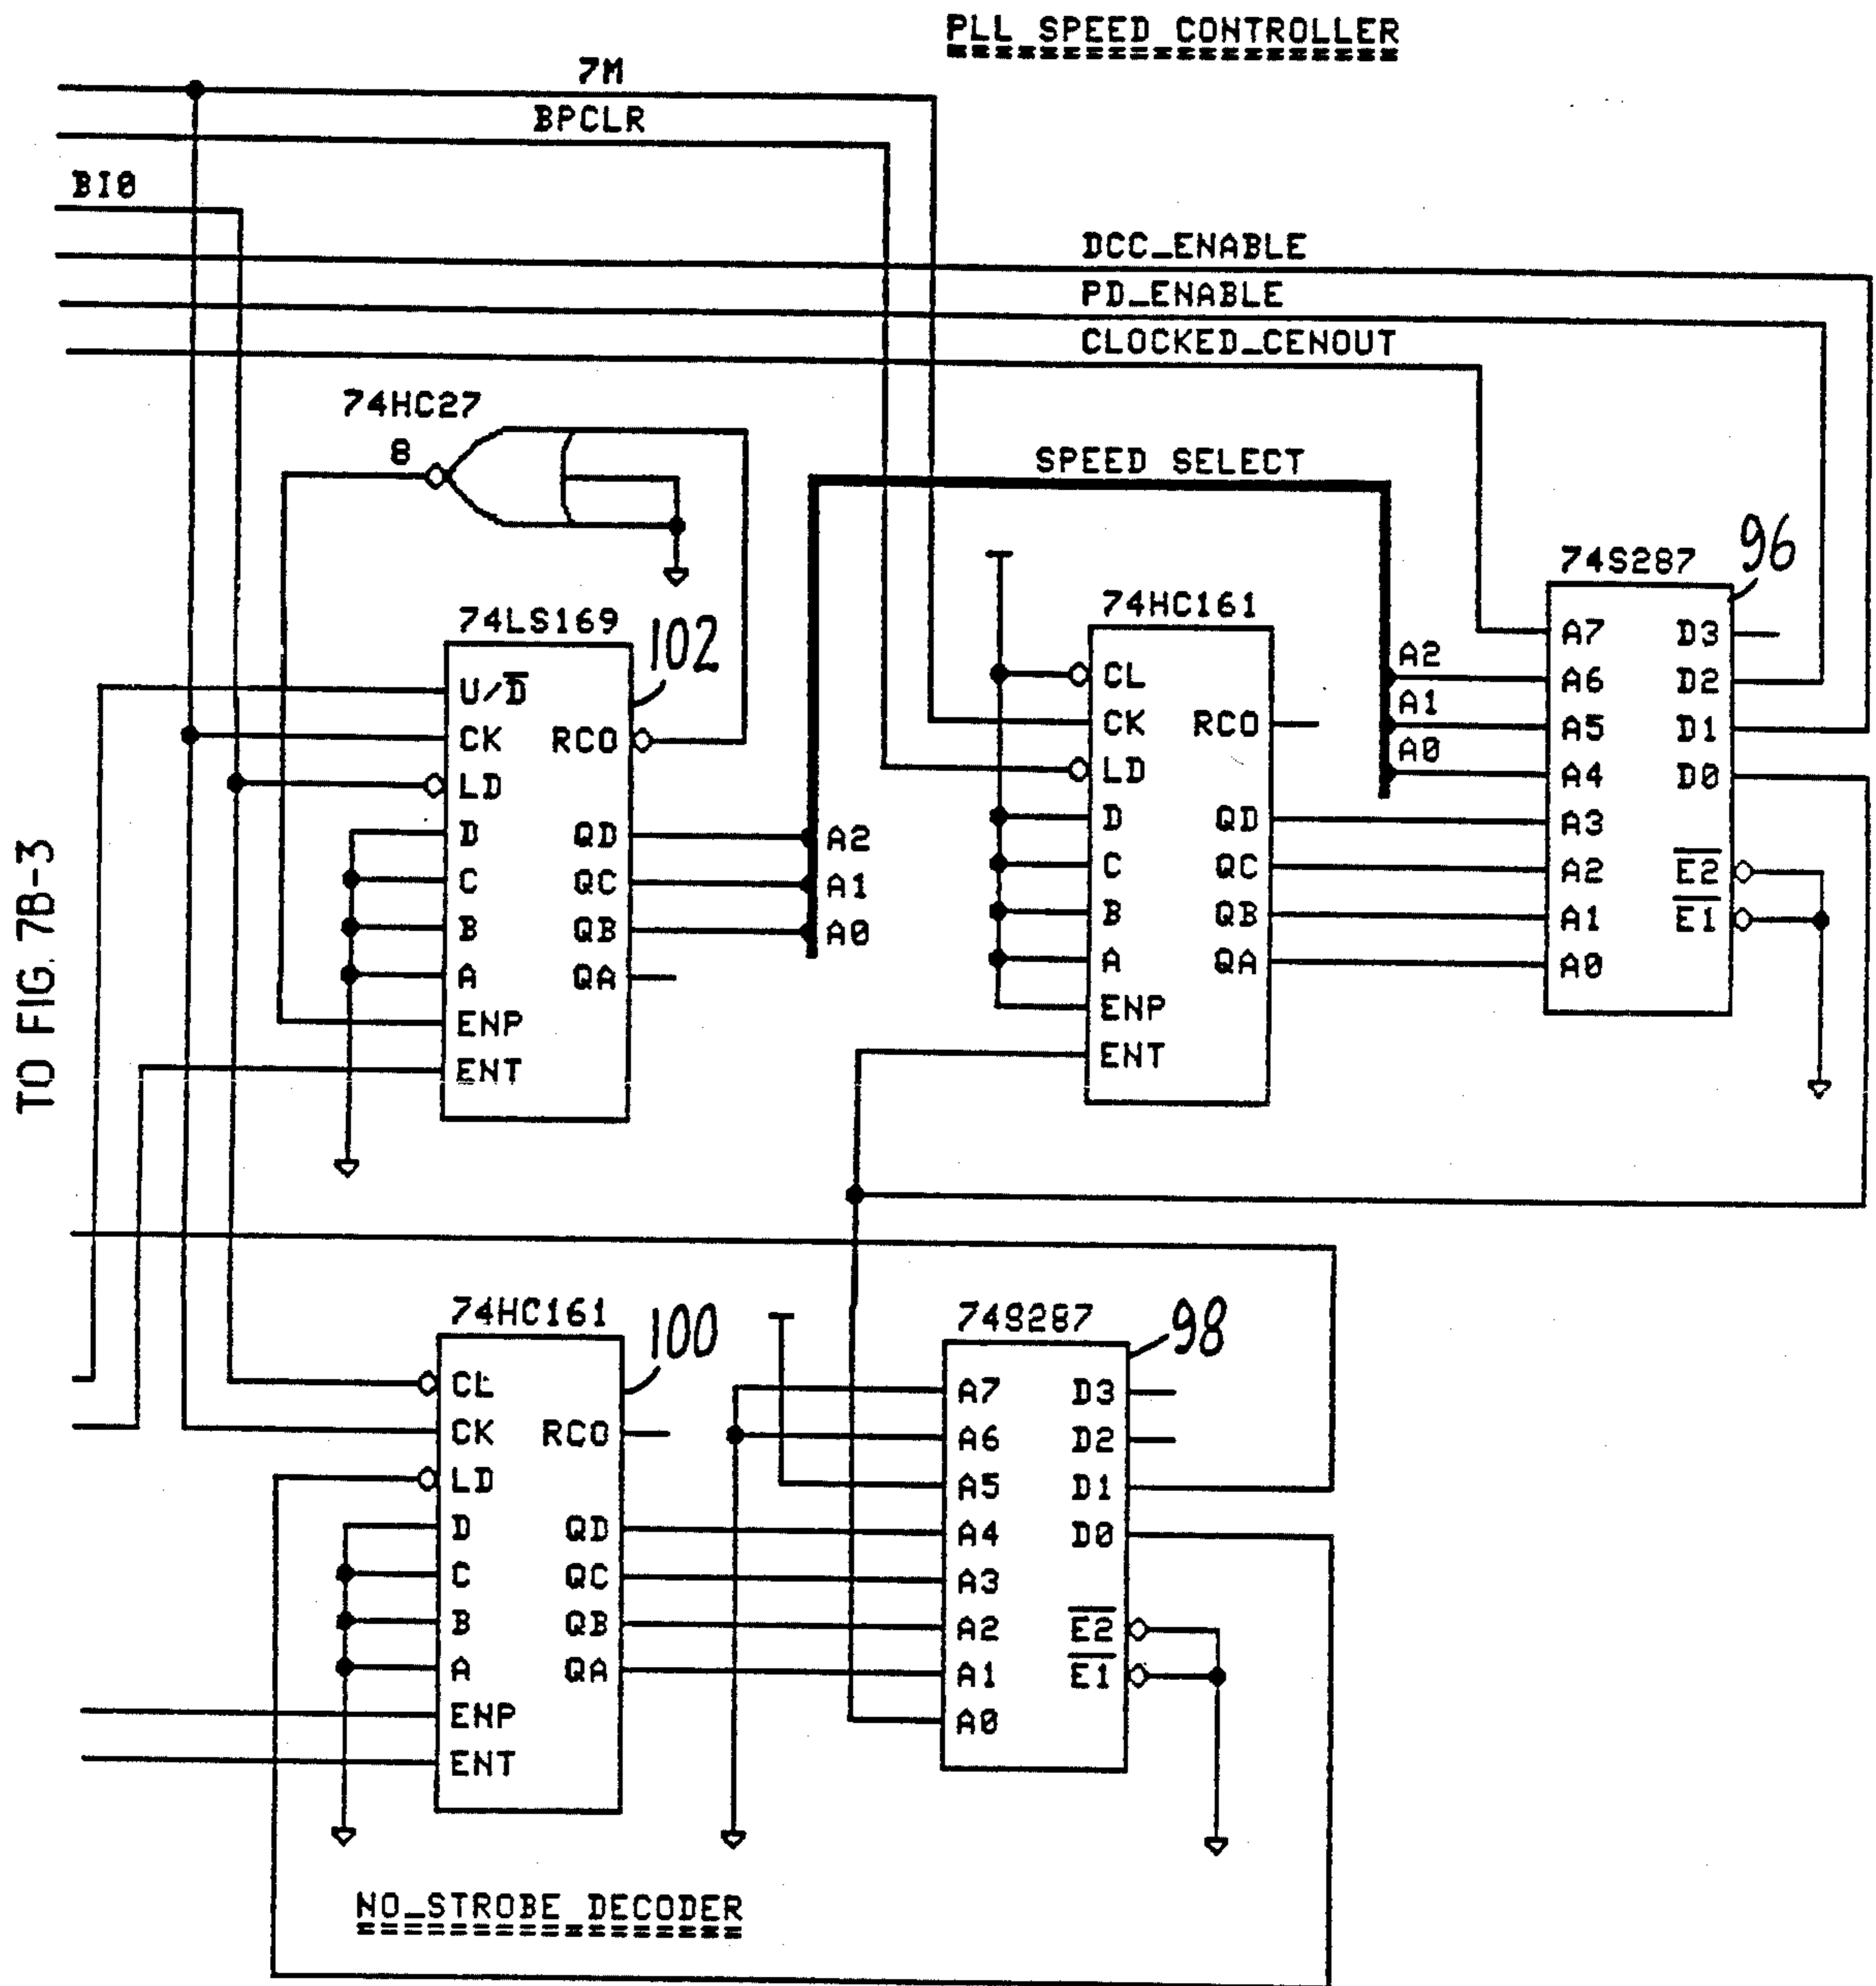 PLL SPEED CONTROLLER
7M
BPCLR
BI0
DCC_ENABLE
PD_ENABLE
CLOCKED_CENOUT
74HC27
8
SPEED SELECT
TO FIG. 7B-3
74LS169
102
U/D̅
CK
LD
D
C
B
A
ENP
ENT
RCO
QD
QC
QB
QA
A2
A1
A0
74HC161
CL
CK
LD
D
C
B
A
ENP
ENT
RCO
QD
QC
QB
QA
A2
A1
A0
74S287
96
A7
A6
A5
A4
A3
A2
A1
A0
D3
D2
D1
D0
E̅2̅
E̅1̅
74HC161
100
CL
CK
LD
D
C
B
A
ENP
ENT
RCO
QD
QC
QB
QA
74S287
98
A7
A6
A5
A4
A3
A2
A1
A0
D3
D2
D1
D0
E̅2̅
E̅1̅
NO_STROBE DECODER